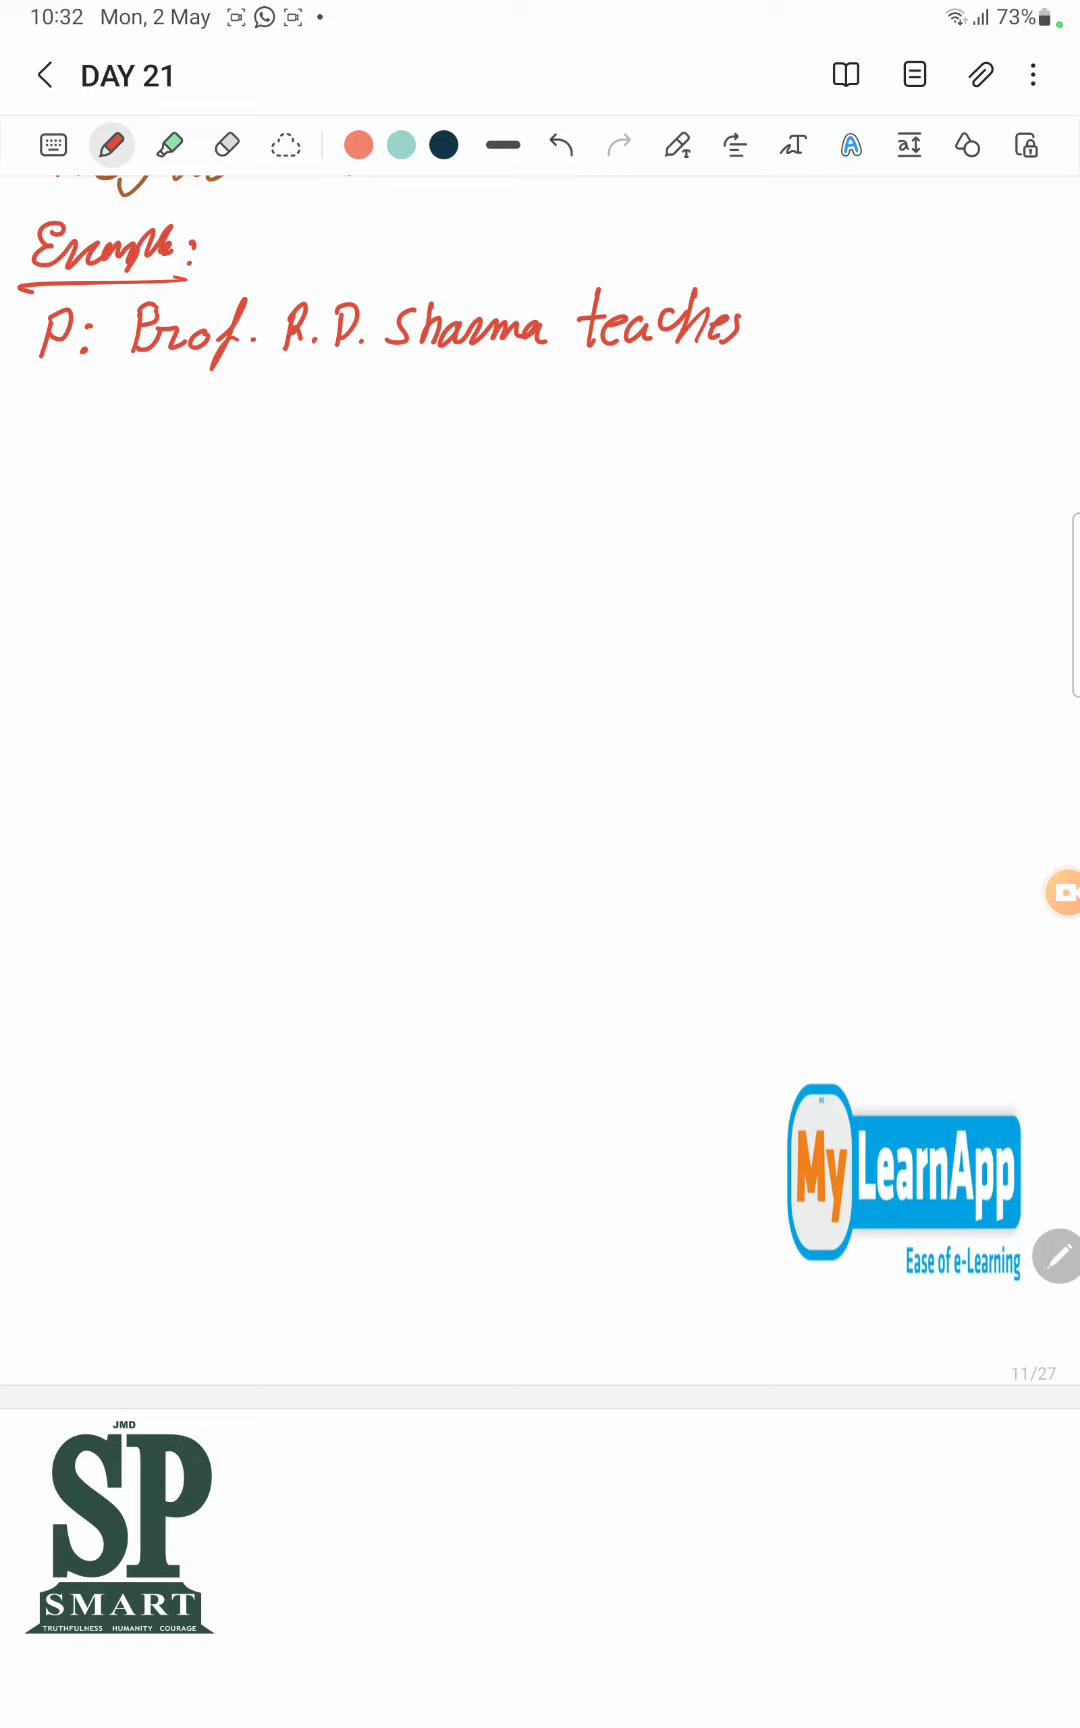 10:32 Mon, 2 May 73%
DAY 21
Example:
P: Prof. R.D. Sharma teaches
My LearnApp
Ease of e-Learning
11/27
JMD
SP
SMART
TRUTHFULNESS HUMANITY COURAGE